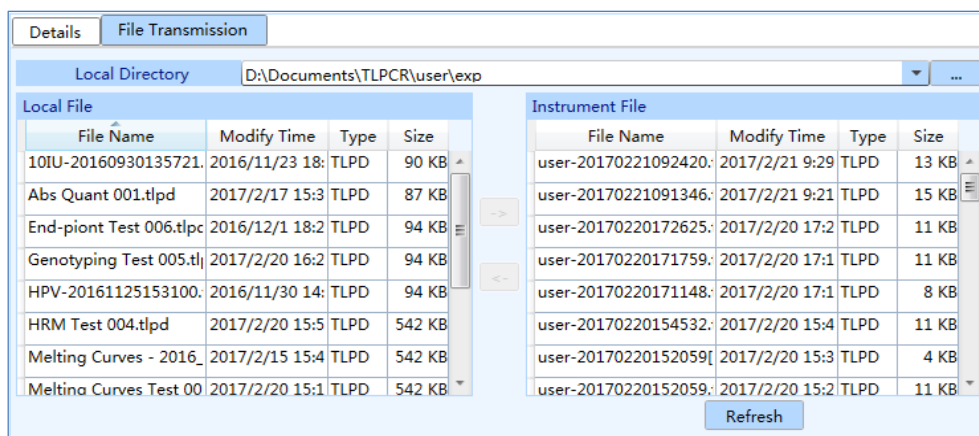 Details File Transmission
Local Directory D:\Documents\TLPCR\user\exp ...
Local File Instrument File
File Name Modify Time Type Size File Name Modify Time Type Size
10IU-20160930135721. 2016/11/23 18: TLPD 90 KB user-20170221092420. 2017/2/21 9:29 TLPD 13 KB
Abs Quant 001.tlpd 2017/2/17 15:3 TLPD 87 KB user-20170221091346. 2017/2/21 9:21 TLPD 15 KB
->
End-piont Test 006.tlpd 2016/12/1 18:2 TLPD 94 KB user-20170220172625. 2017/2/20 17:2 TLPD 11 KB
Genotyping Test 005.tl 2017/2/20 16:2 TLPD 94 KB user-20170220171759. 2017/2/20 17:1 TLPD 11 KB
<-
HPV-20161125153100. 2016/11/30 14: TLPD 94 KB user-20170220171148. 2017/2/20 17:1 TLPD 8 KB
HRM Test 004.tlpd 2017/2/20 15:5 TLPD 542 KB user-20170220154532. 2017/2/20 15:4 TLPD 11 KB
Melting Curves - 2016_ 2017/2/15 15:4 TLPD 542 KB user-20170220152059[ 2017/2/20 15:3 TLPD 4 KB
Melting Curves Test 00 2017/2/20 15:1 TLPD 542 KB user-20170220152059. 2017/2/20 15:2 TLPD 11 KB
Refresh